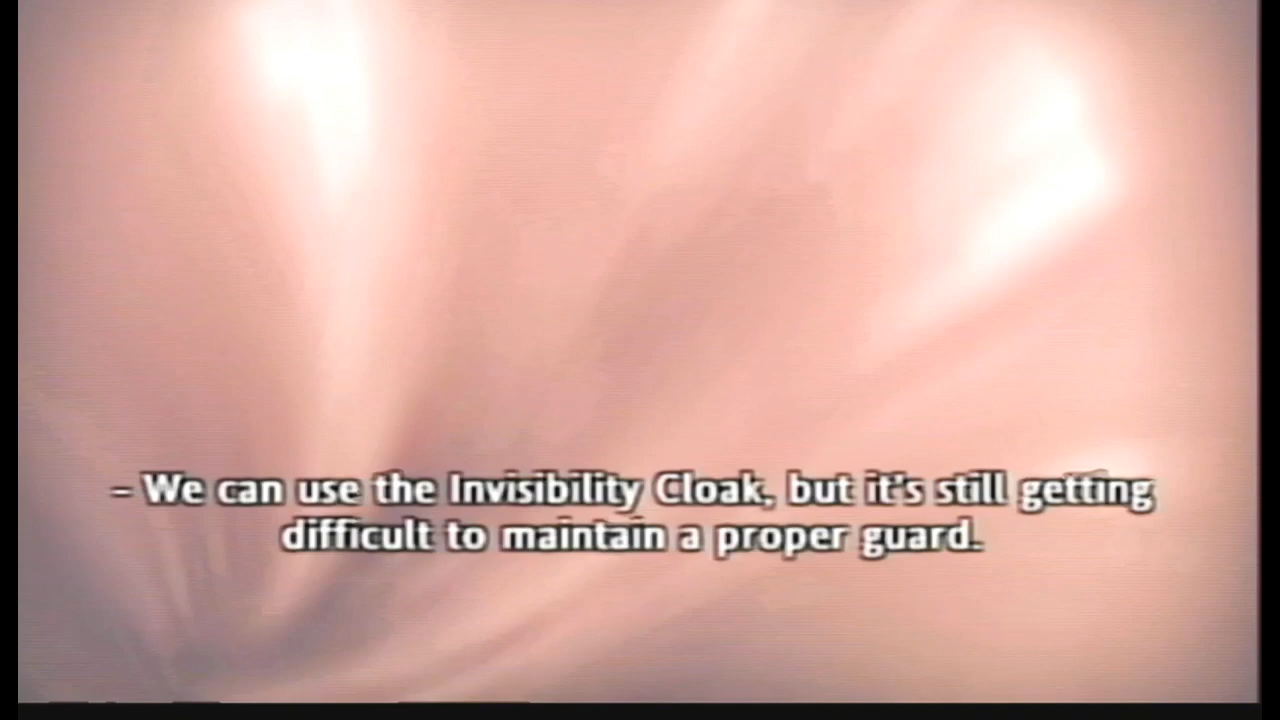 – We can use the Invisibility Cloak, but it's still getting
difficult to maintain a proper guard.